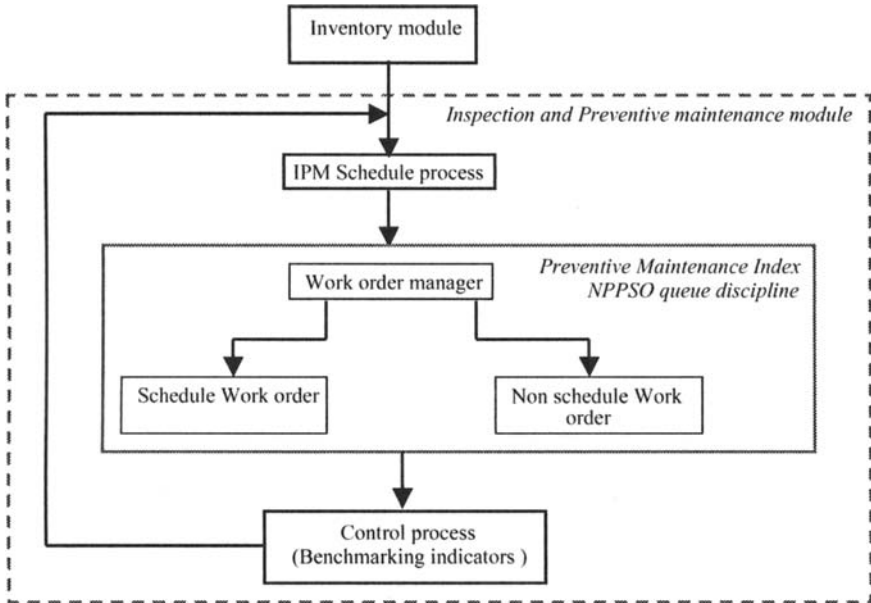 Inventory module
Inspection and Preventive maintenance module
IPM Schedule process
Preventive Maintenance Index
NPPSO queue discipline
Work order manager
Schedule Work order
Non schedule Work
order
Control process
(Benchmarking indicators )